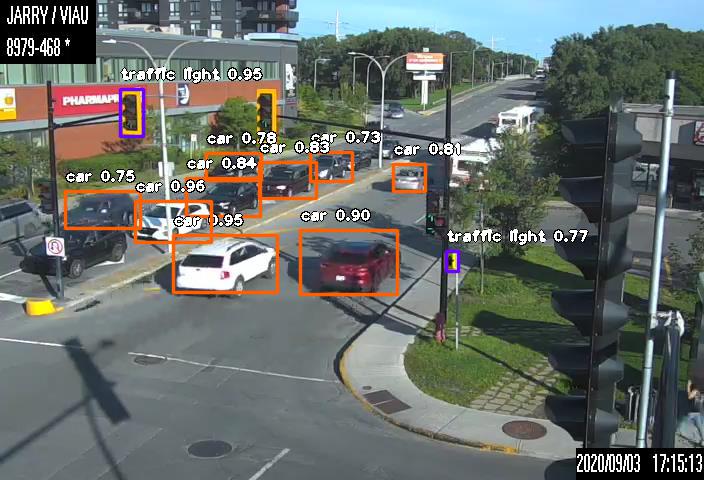 JARRY / VIAU
8979-468 *
traffic light 0.95
PHARMAPR
car 0.78
car 0.73
car 0.83
car 0.84
car 0.81
car 0.75
car 0.96
car 0.95
car 0.90
traffic light 0.77
2020/09/03 17:15:13